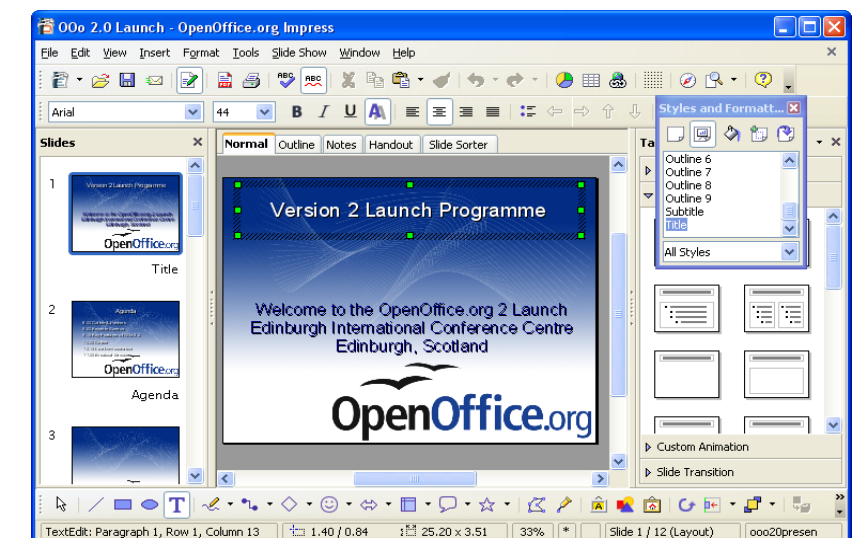 OOo 2.0 Launch - OpenOffice.org Impress
File Edit View Insert Format Tools Slide Show Window Help
ABC ABC
Arial 44 B I U A
Styles and Formatt...
Slides
Normal Outline Notes Handout Slide Sorter
Ta
Outline 6
Outline 7
Outline 8
Outline 9
Subtitle
Title
All Styles
1
Version 2 Launch Programme
OpenOffice.org
Title
2
Agenda
OpenOffice.org
Agenda
3
Version 2 Launch Programme
Welcome to the OpenOffice.org 2 Launch
Edinburgh International Conference Centre
Edinburgh, Scotland
OpenOffice.org
Custom Animation
Slide Transition
T
TextEdit: Paragraph 1, Row 1, Column 13 1.40 / 0.84 25.20 x 3.51 33% * Slide 1 / 12 (Layout) ooo20presen